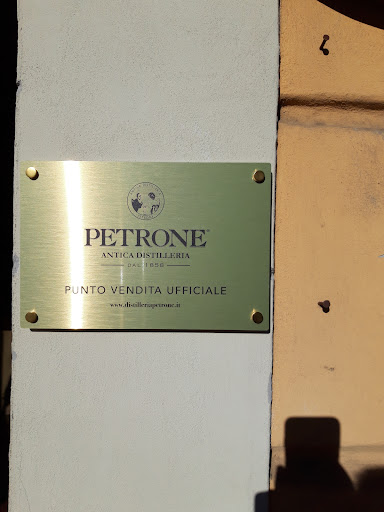 PETRONE
ANTICA DISTILLERIA
DAL 1858
PUNTO VENDITA UFFICIALE
www.distilleriapetrone.it